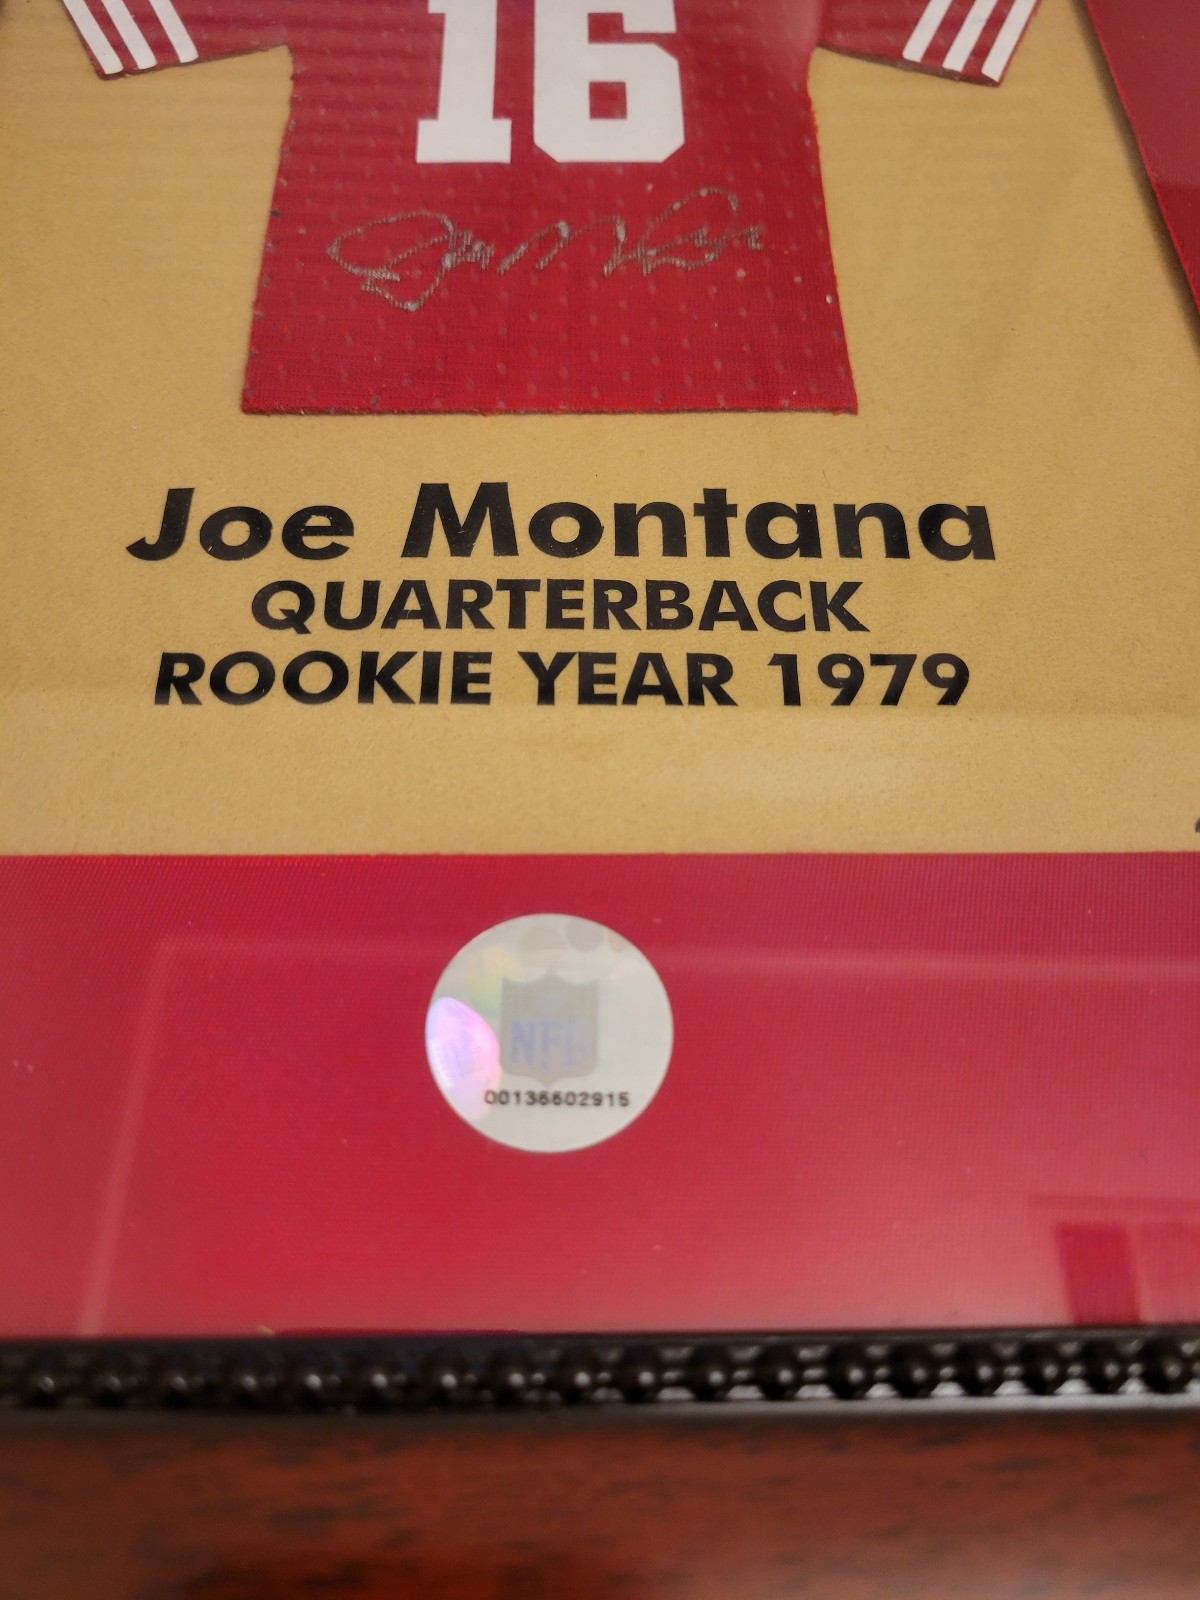 16
Joe Montana
QUARTERBACK
ROOKIE YEAR 1979
NFL
00136602915